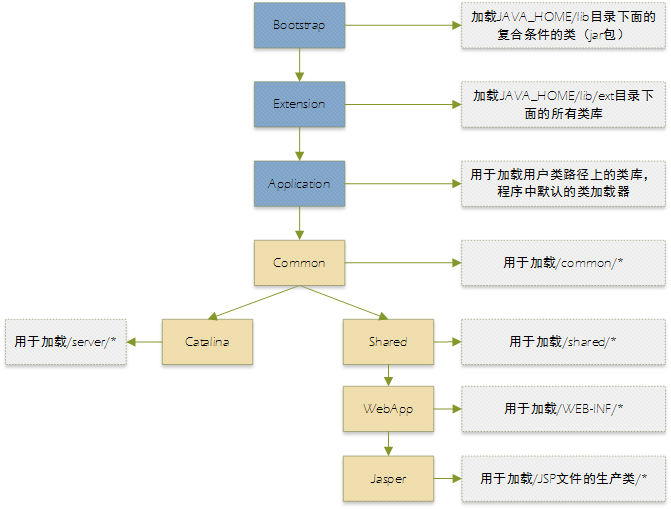 Bootstrap
加载JAVA_HOME/lib目录下面的
复合条件的类（jar包）
Extension
加载JAVA_HOME/lib/ext目录下
面的所有类库
Application
用于加载用户类路径上的类库，
程序中默认的类加载器
Common
用于加载/common/*
用于加载/server/*
Catalina
Shared
用于加载/shared/*
WebApp
用于加载/WEB-INF/*
Jasper
用于加载/JSP文件的生产类/*